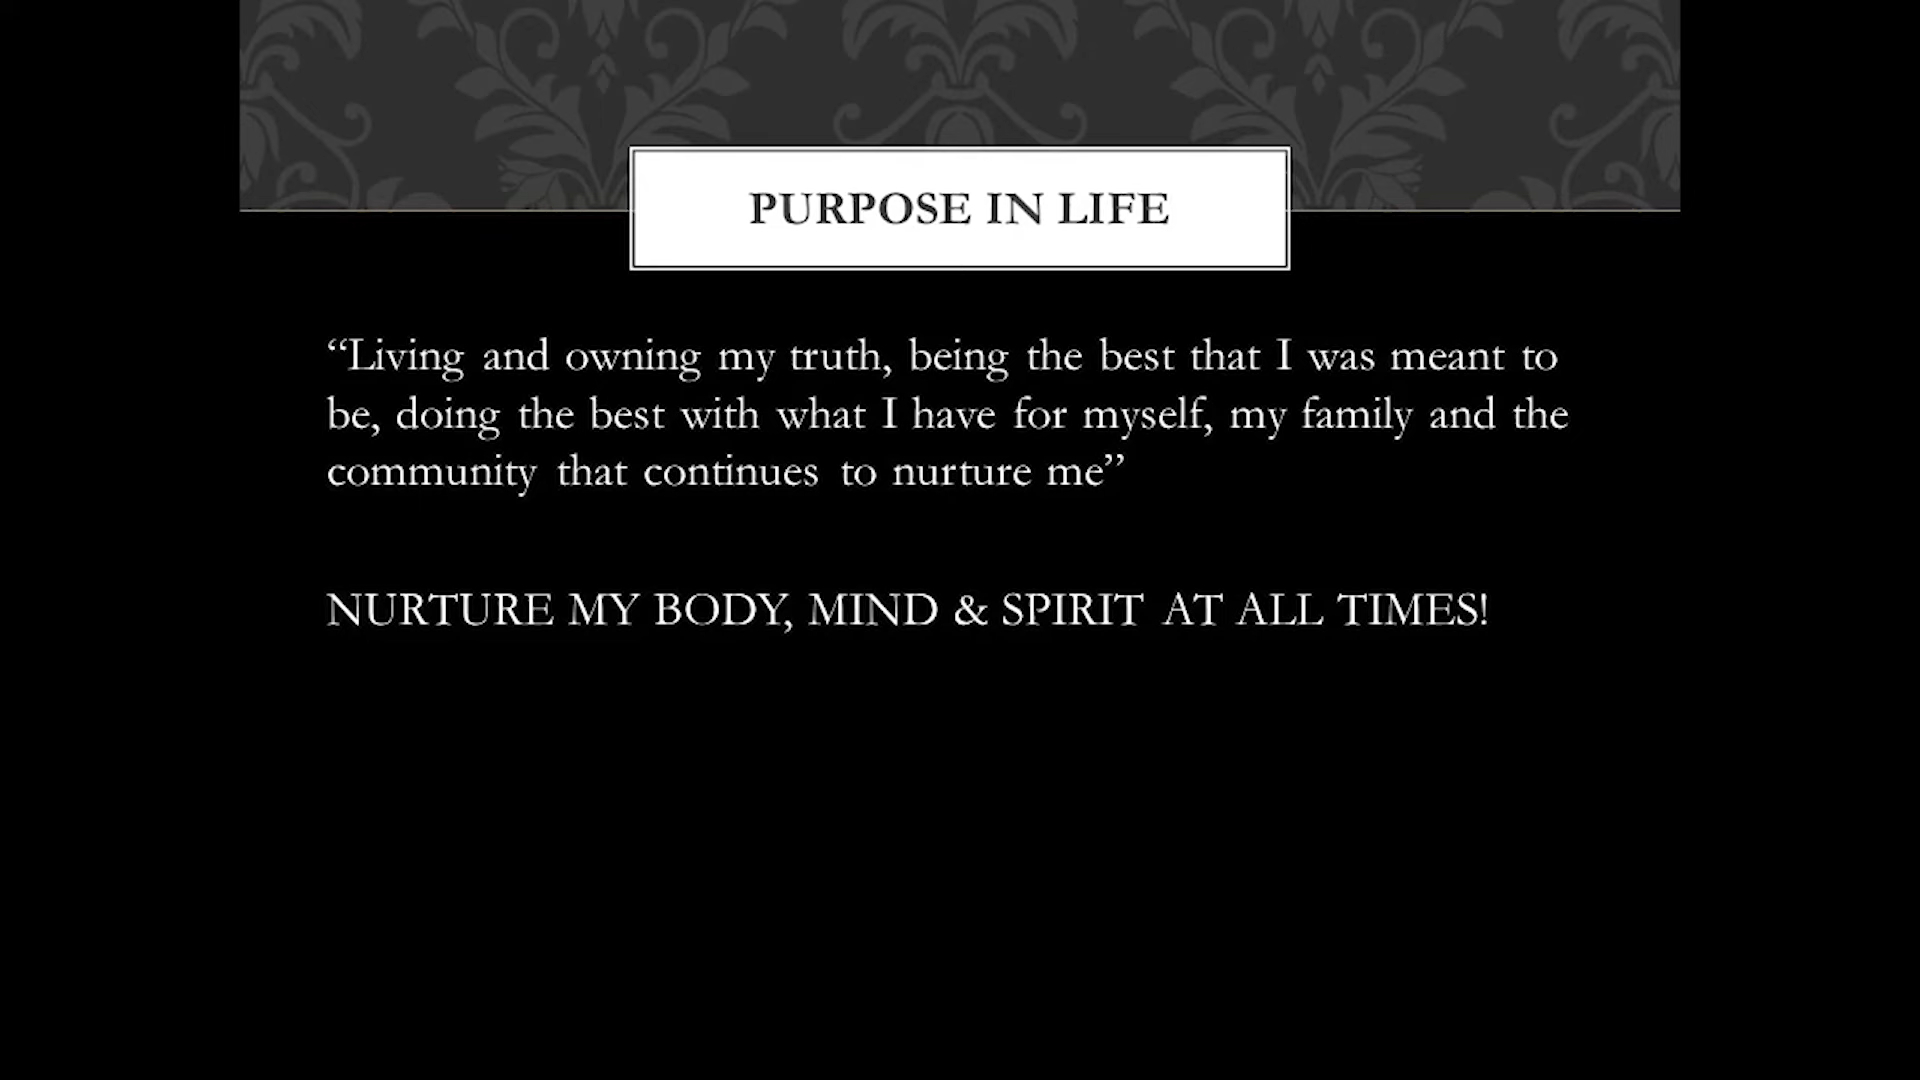 PURPOSE IN LIFE
“Living and owning my truth, being the best that I was meant to
be, doing the best with what I have for myself, my family and the
community that continues to nurture me”
NURTURE MY BODY, MIND & SPIRIT AT ALL TIMES!